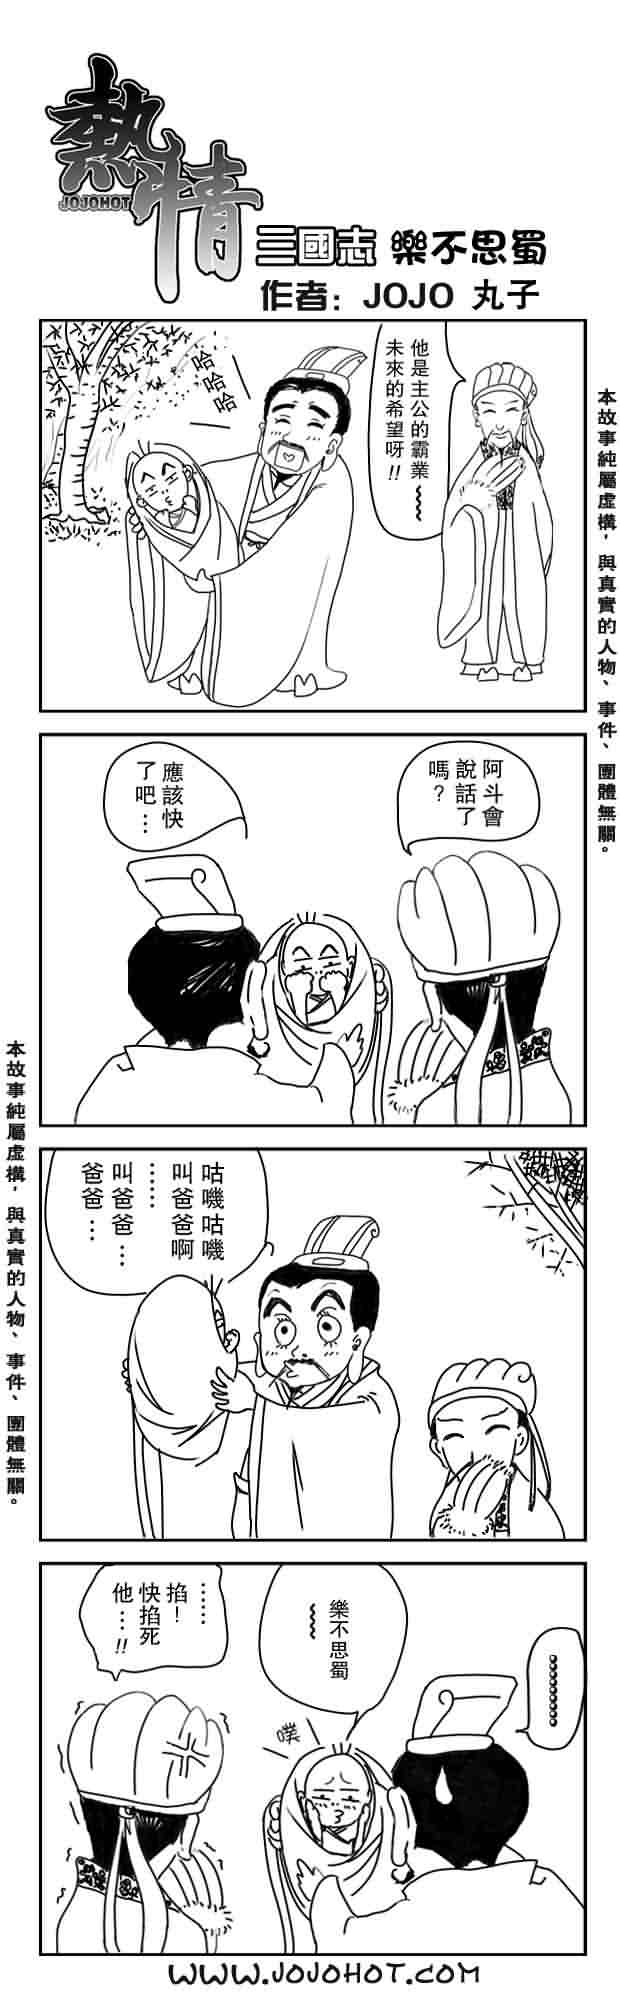 熱情
JOJOHOT
三國志 樂不思蜀
作者：JOJO 丸子
本故事純屬虛構，與真實的人物、事件、團體無關。
他是主公的霸業
未來的希望呀!!
哈哈哈
阿斗會
說話了
嗎？
應該快
了吧…
本故事純屬虛構，與真實的人物、事件、團體無關。
咕嘰咕嘰
叫爸爸啊
……
叫爸爸…
爸爸…
…………
樂不思蜀
~~
噗
……
掐！
快掐死
他…!!
WWW.JOJOHOT.COM